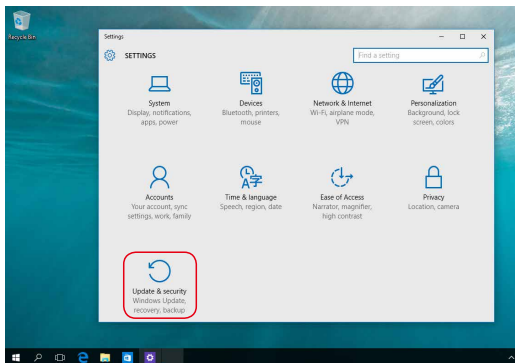 Recycle Bin
Settings
SETTINGS
Find a setting
System
Display, notifications,
apps, power
Devices
Bluetooth, printers,
mouse
Network & Internet
Wi-Fi, airplane mode,
VPN
Personalization
Background, lock
screen, colors
Accounts
Your account, sync
settings, work, family
Time & language
Speech, region, date
Ease of Access
Narrator, magnifier,
high contrast
Privacy
Location, camera
Update & security
Windows Update,
recovery, backup